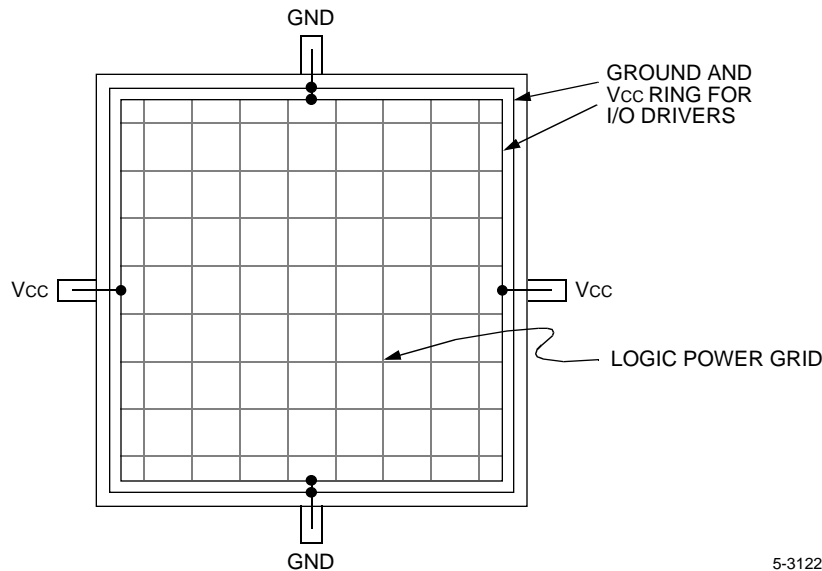 GND
GROUND AND
VCC RING FOR
I/O DRIVERS
VCC
VCC
LOGIC POWER GRID
GND
5-3122